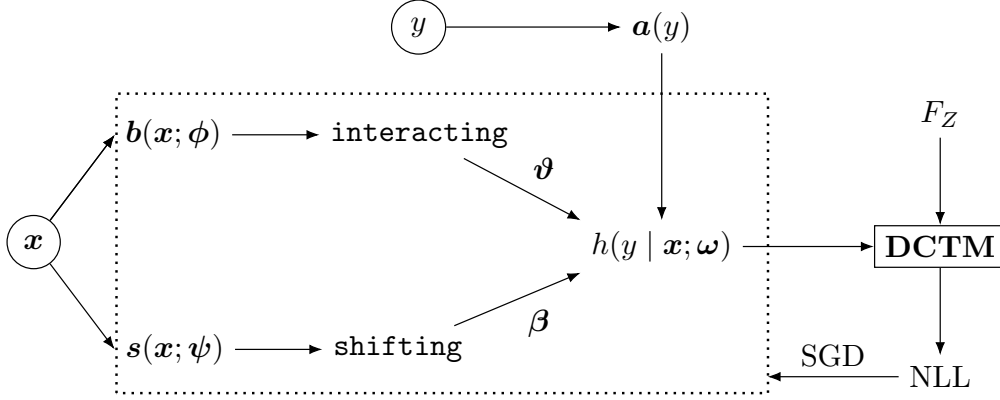 y a(y)
F_Z
b(x; ϕ) interacting
ϑ
x h(y | x; ω) DCTM
β
s(x; ψ) shifting SGD
NLL